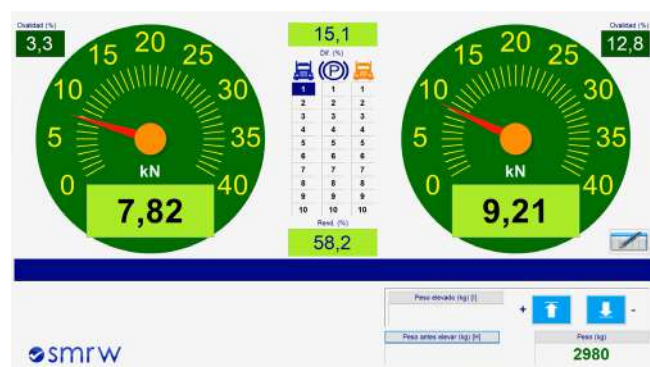 Ovalidad (%)
3,3
0 5 10 15 20 25 30 35 40
kN
7,82
15,1
Dif. (%)
P
1 1 1
2 2 2
3 3 3
4 4 4
5 5 5
6 6 6
7 7 7
8 8 8
9 9 9
10 10 10
Rend. (%)
58,2
Ovalidad (%)
12,8
0 5 10 15 20 25 30 35 40
kN
9,21
Peso elevado (kg) [I]
+ -
Peso antes elevar (kg) [H]
Peso (kg)
2980
smrw